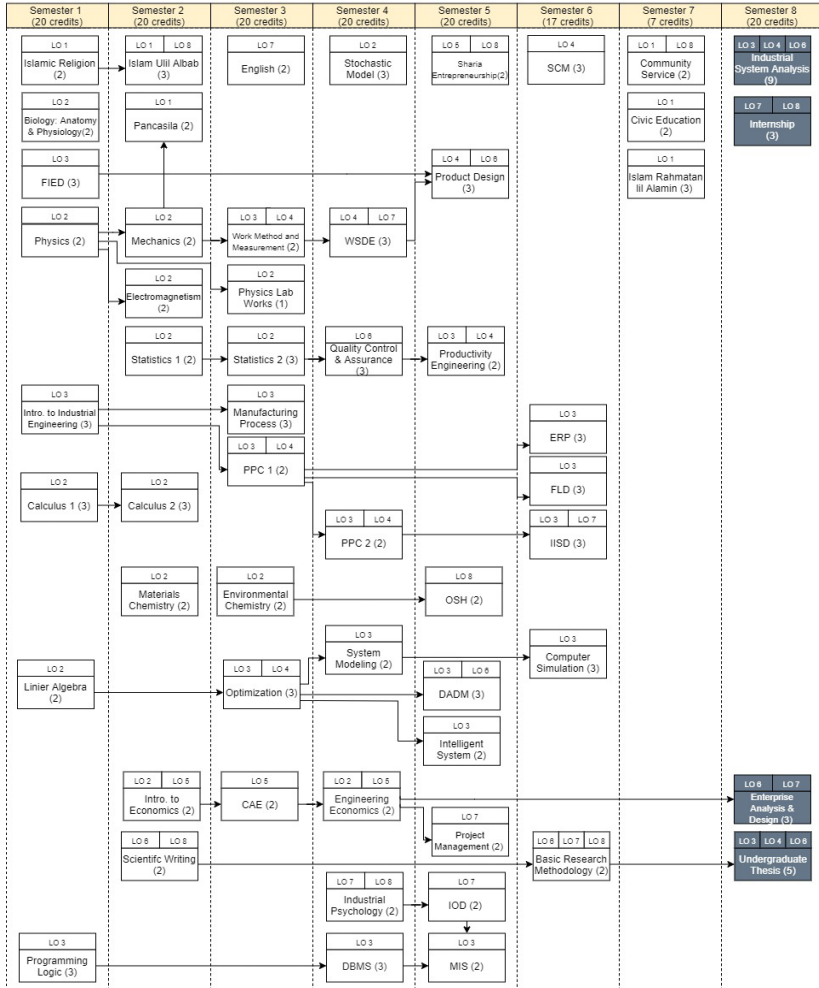 Semester 1
(20 credits)
Semester 2
(20 credits)
Semester 3
(20 credits)
Semester 4
(20 credits)
Semester 5
(20 credits)
Semester 6
(17 credits)
Semester 7
(7 credits)
Semester 8
(20 credits)
LO 1
Islamic Religion
(2)
LO 1 LO 8
Islam Ulil Albab
(3)
LO 7
English (2)
LO 2
Stochastic
Model (3)
LO 5 LO 8
Sharia
Entrepreneurship(2)
LO 4
SCM (3)
LO 1 LO 8
Community
Service (2)
LO 3 LO 4 LO 6
Industrial
System Analysis
(9)
LO 2
Biology: Anatomy
& Physiology(2)
LO 1
Pancasila (2)
LO 1
Civic Education
(2)
LO 7 LO 8
Internship
(3)
LO 3
FIED (3)
LO 4 LO 6
Product Design
(3)
LO 1
Islam Rahmatan
lil Alamin (3)
LO 2
Physics (2)
LO 2
Mechanics (2)
LO 3 LO 4
Work Method and
Measurement (2)
LO 4 LO 7
WSDE (3)
LO 2
Electromagnetism
(2)
LO 2
Physics Lab
Works (1)
LO 2
Statistics 1 (2)
LO 2
Statistics 2 (3)
LO 6
Quality Control
& Assurance
(3)
LO 3 LO 4
Productivity
Engineering (2)
LO 3
Intro. to Industrial
Engineering (3)
LO 3
Manufacturing
Process (3)
LO 3
ERP (3)
LO 3 LO 4
PPC 1 (2)
LO 3
FLD (3)
LO 2
Calculus 1 (3)
LO 2
Calculus 2 (3)
LO 3 LO 4
PPC 2 (2)
LO 3 LO 7
IISD (3)
LO 2
Materials
Chemistry (2)
LO 2
Environmental
Chemistry (2)
LO 8
OSH (2)
LO 3
System
Modeling (2)
LO 3
Computer
Simulation (3)
LO 2
Linier Algebra
(2)
LO 3 LO 4
Optimization (3)
LO 3 LO 6
DADM (3)
LO 3
Intelligent
System (2)
LO 2 LO 5
Intro. to
Economics (2)
LO 5
CAE (2)
LO 2 LO 5
Engineering
Economics (2)
LO 6 LO 7
Enterprise
Analysis &
Design (3)
LO 7
Project
Management (2)
LO 6 LO 8
Scientifc Writing
(2)
LO 6 LO 7 LO 8
Basic Research
Methodology (2)
LO 3 LO 4 LO 6
Undergraduate
Thesis (5)
LO 7 LO 8
Industrial
Psychology (2)
LO 7
IOD (2)
LO 3
Programming
Logic (3)
LO 3
DBMS (3)
LO 3
MIS (2)